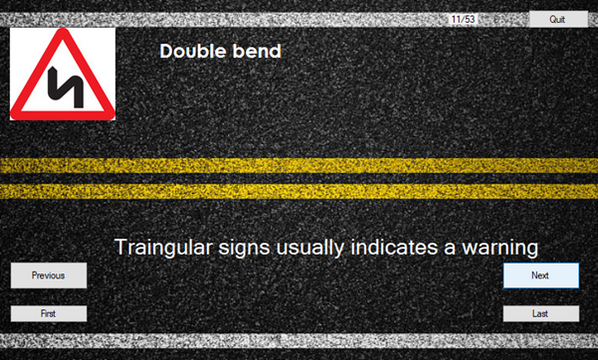 11/53
Quit
Double bend
Traingular signs usually indicates a warning
Previous
Next
First
Last